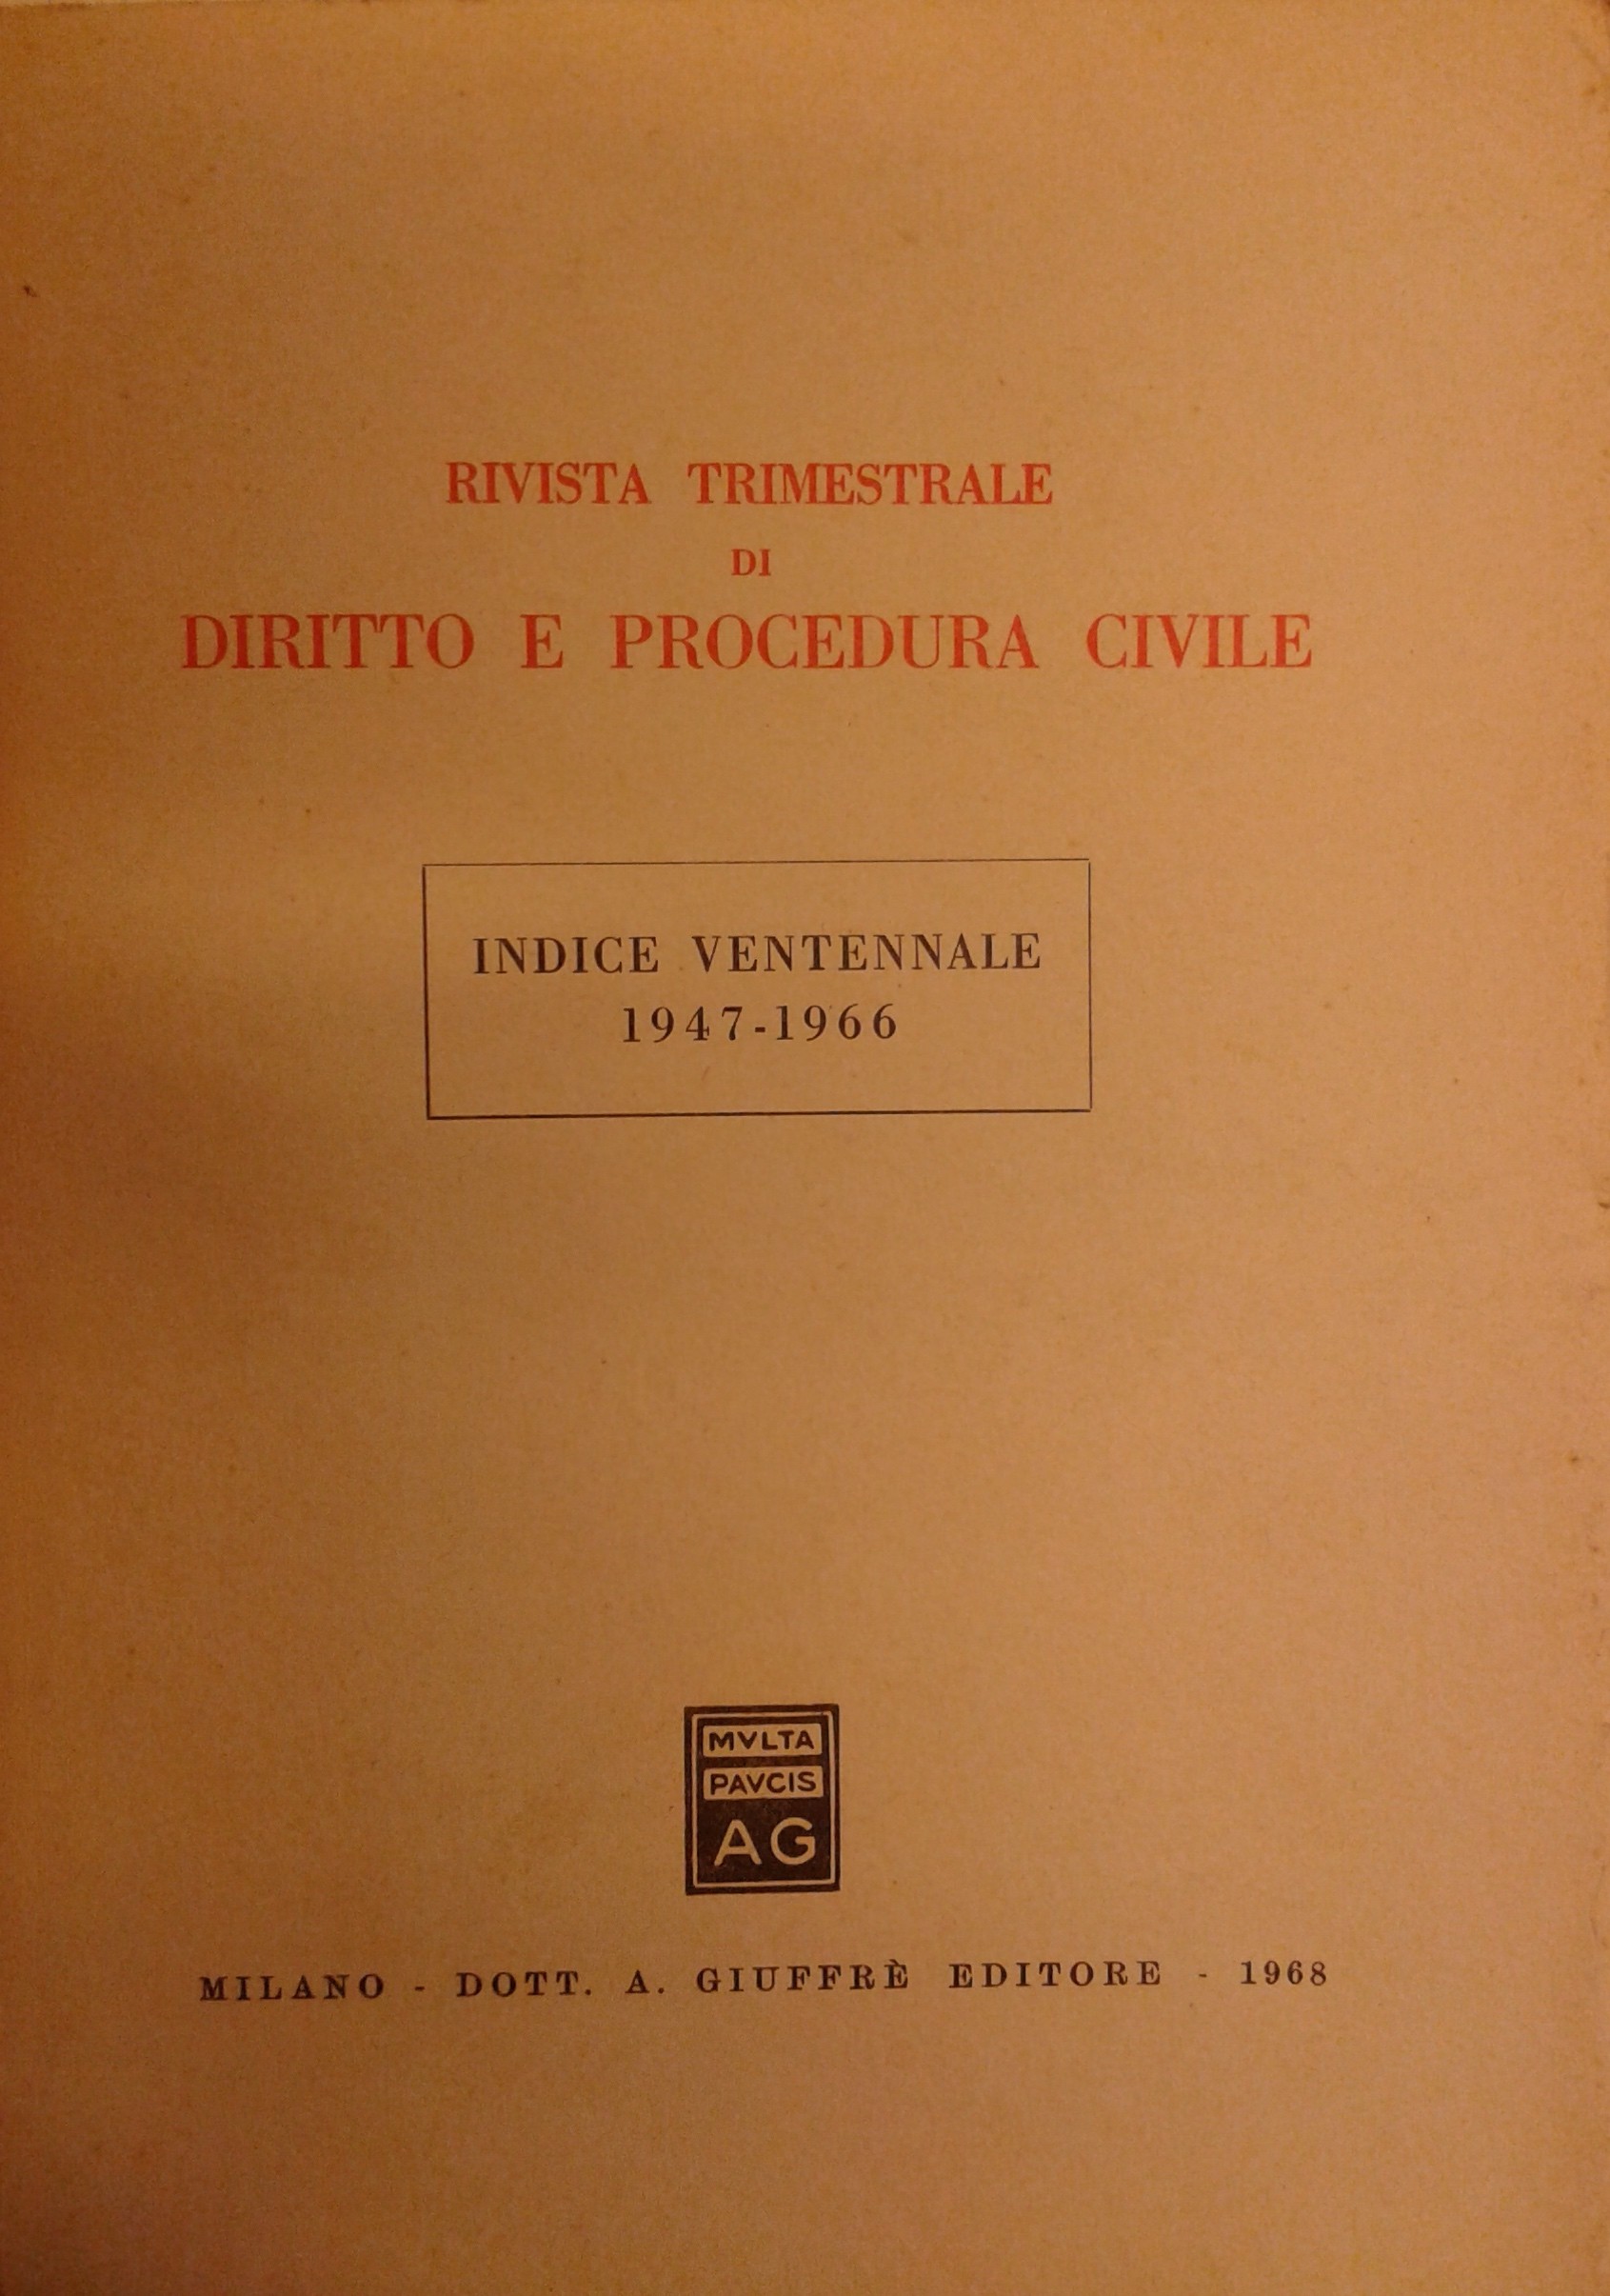 RIVISTA TRIMESTRALE
DI
DIRITTO E PROCEDURA CIVILE
INDICE VENTENNALE
1947-1966
MVLTA
PAVCIS
AG
MILANO - DOTT. A. GIUFFRÈ EDITORE - 1968